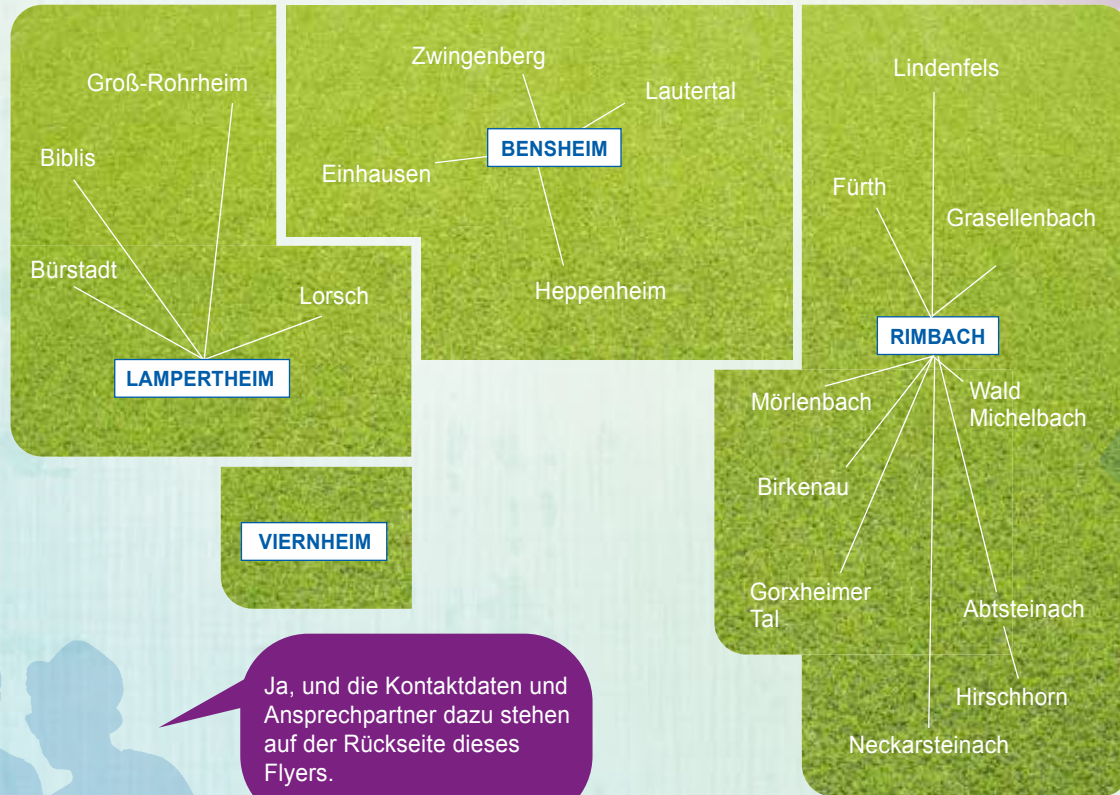 Groß-Rohrheim
Biblis
Bürstadt
Lorsch
LAMPERTHEIM
Zwingenberg
Lautertal
BENSHEIM
Einhausen
Heppenheim
VIERNHEIM
Lindenfels
Fürth
Grasellenbach
RIMBACH
Mörlenbach
Wald
Michelbach
Birkenau
Gorxheimer
Tal
Abtsteinach
Hirschhorn
Neckarsteinach
Ja, und die Kontaktdaten und
Ansprechpartner dazu stehen
auf der Rückseite dieses
Flyers.